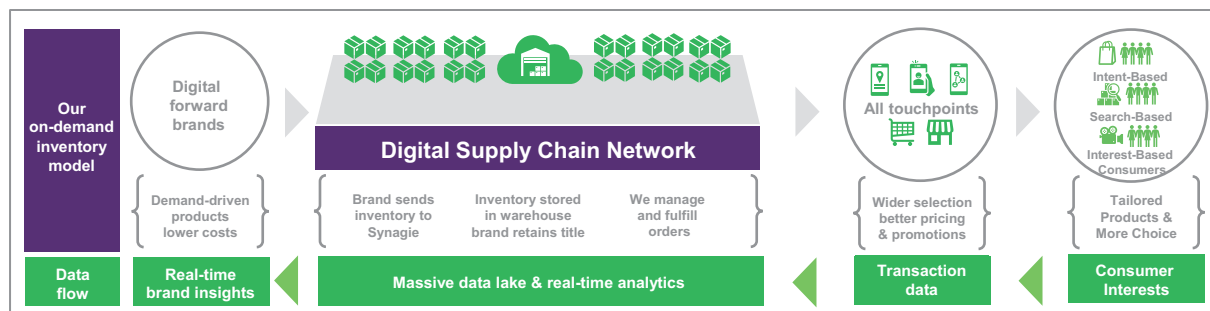 Our
on-demand
inventory
model
Digital
forward
brands
Digital Supply Chain Network
All touchpoints
Intent-Based
Search-Based
Interest-Based
Consumers
Demand-driven
products
lower costs
Brand sends
inventory to
Synagie
Inventory stored
in warehouse
brand retains title
We manage
and fulfill
orders
Wider selection
better pricing
& promotions
Tailored
Products &
More Choice
Data
flow
Real-time
brand insights
Massive data lake & real-time analytics
Transaction
data
Consumer
Interests